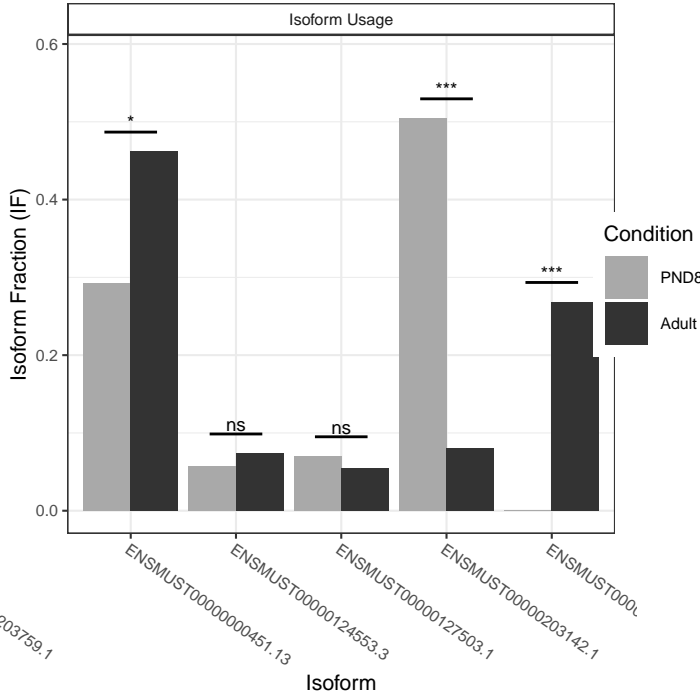 Isoform Usage
0.6
0.4
0.2
0.0
Isoform Fraction (IF)
*
ns
ns
***
***
Condition
PND8
Adult
ENSMUST00000000451.13
ENSMUST00000124553.3
ENSMUST00000127503.1
ENSMUST00000203142.1
203759.1
Isoform